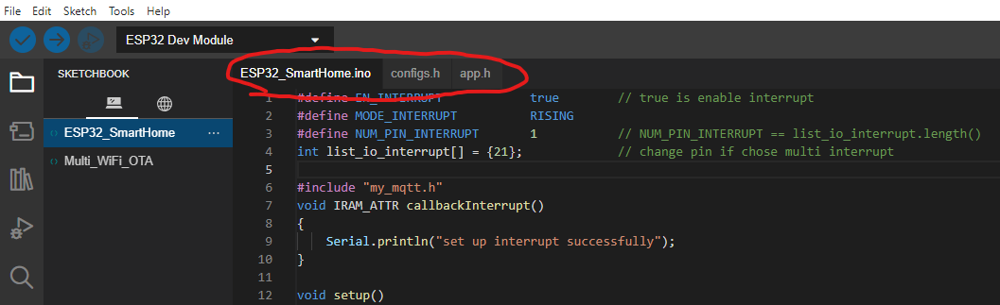 File Edit Sketch Tools Help
ESP32 Dev Module
SKETCHBOOK
ESP32_SmartHome ...
Multi_WiFi_OTA
ESP32_SmartHome.ino configs.h app.h
1 #define EN_INTERRUPT true // true is enable interrupt
2 #define MODE_INTERRUPT RISING
3 #define NUM_PIN_INTERRUPT 1 // NUM_PIN_INTERRUPT == list_io_interrupt.length()
4 int list_io_interrupt[] = {21}; // change pin if chose multi interrupt
5
6 #include "my_mqtt.h"
7 void IRAM_ATTR callbackInterrupt()
8 {
9 Serial.println("set up interrupt successfully");
10 }
11
12 void setup()